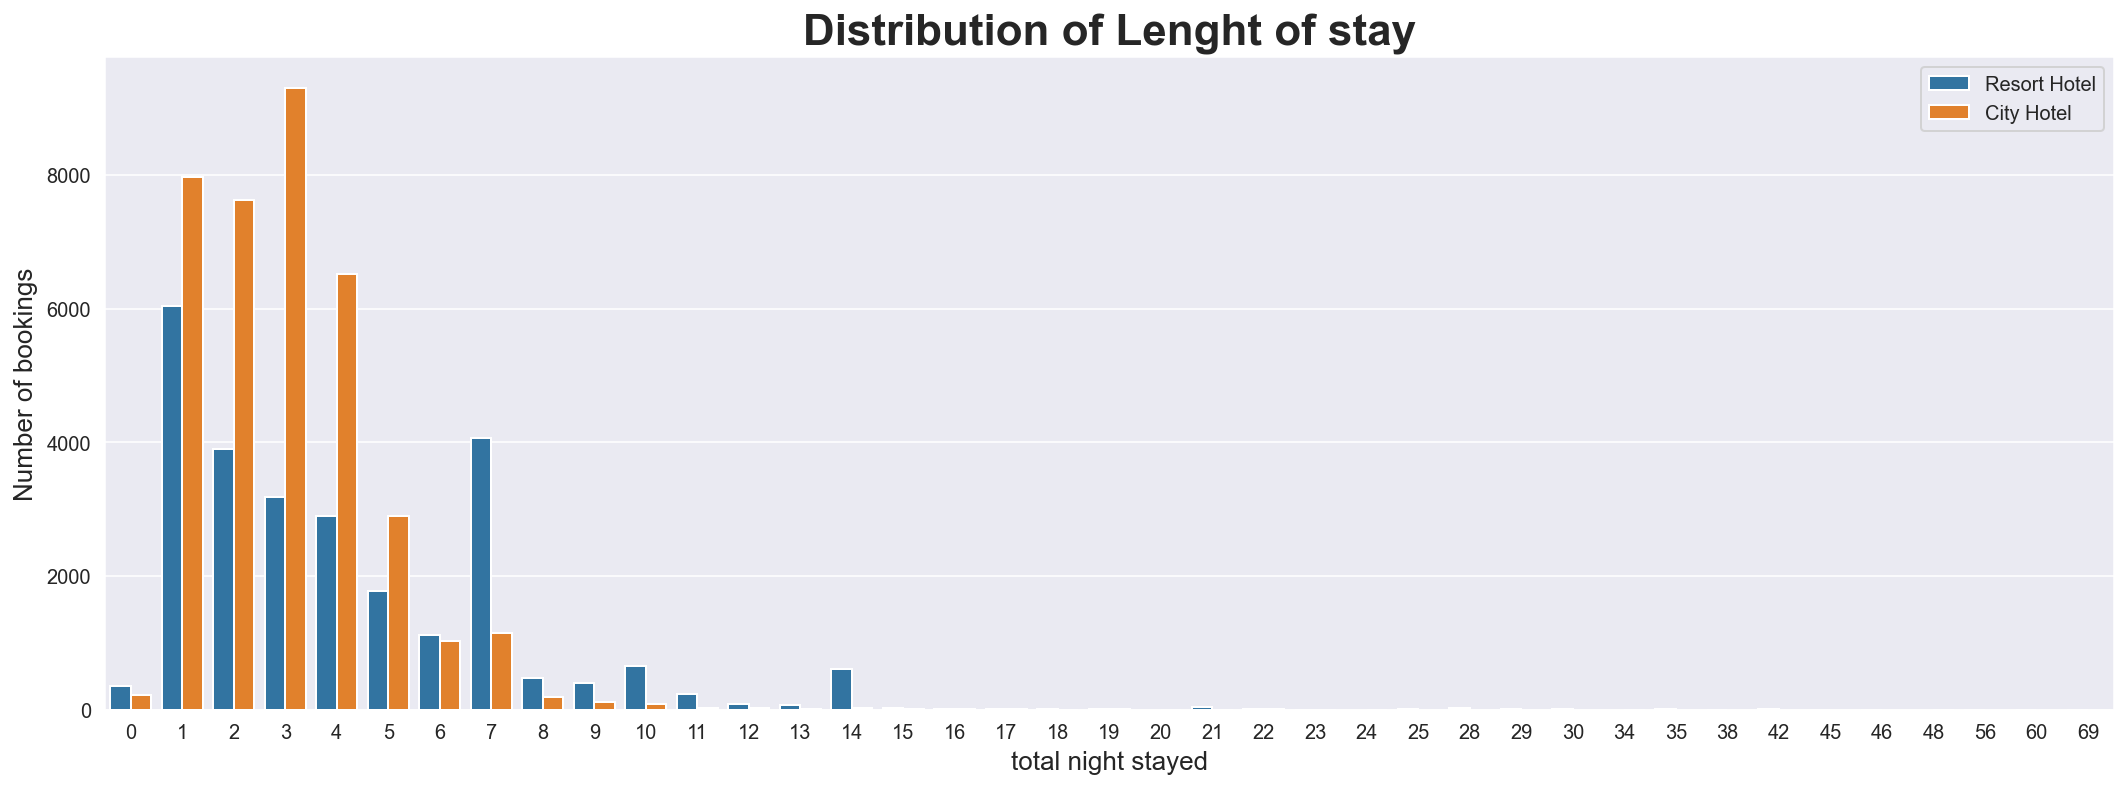 Distribution of Lenght of stay
Resort Hotel
City Hotel
Number of bookings
8000
6000
4000
2000
0
0 1 2 3 4 5 6 7 8 9 10 11 12 13 14 15 16 17 18 19 20 21 22 23 24 25 28 29 30 34 35 38 42 45 46 48 56 60 69
total night stayed